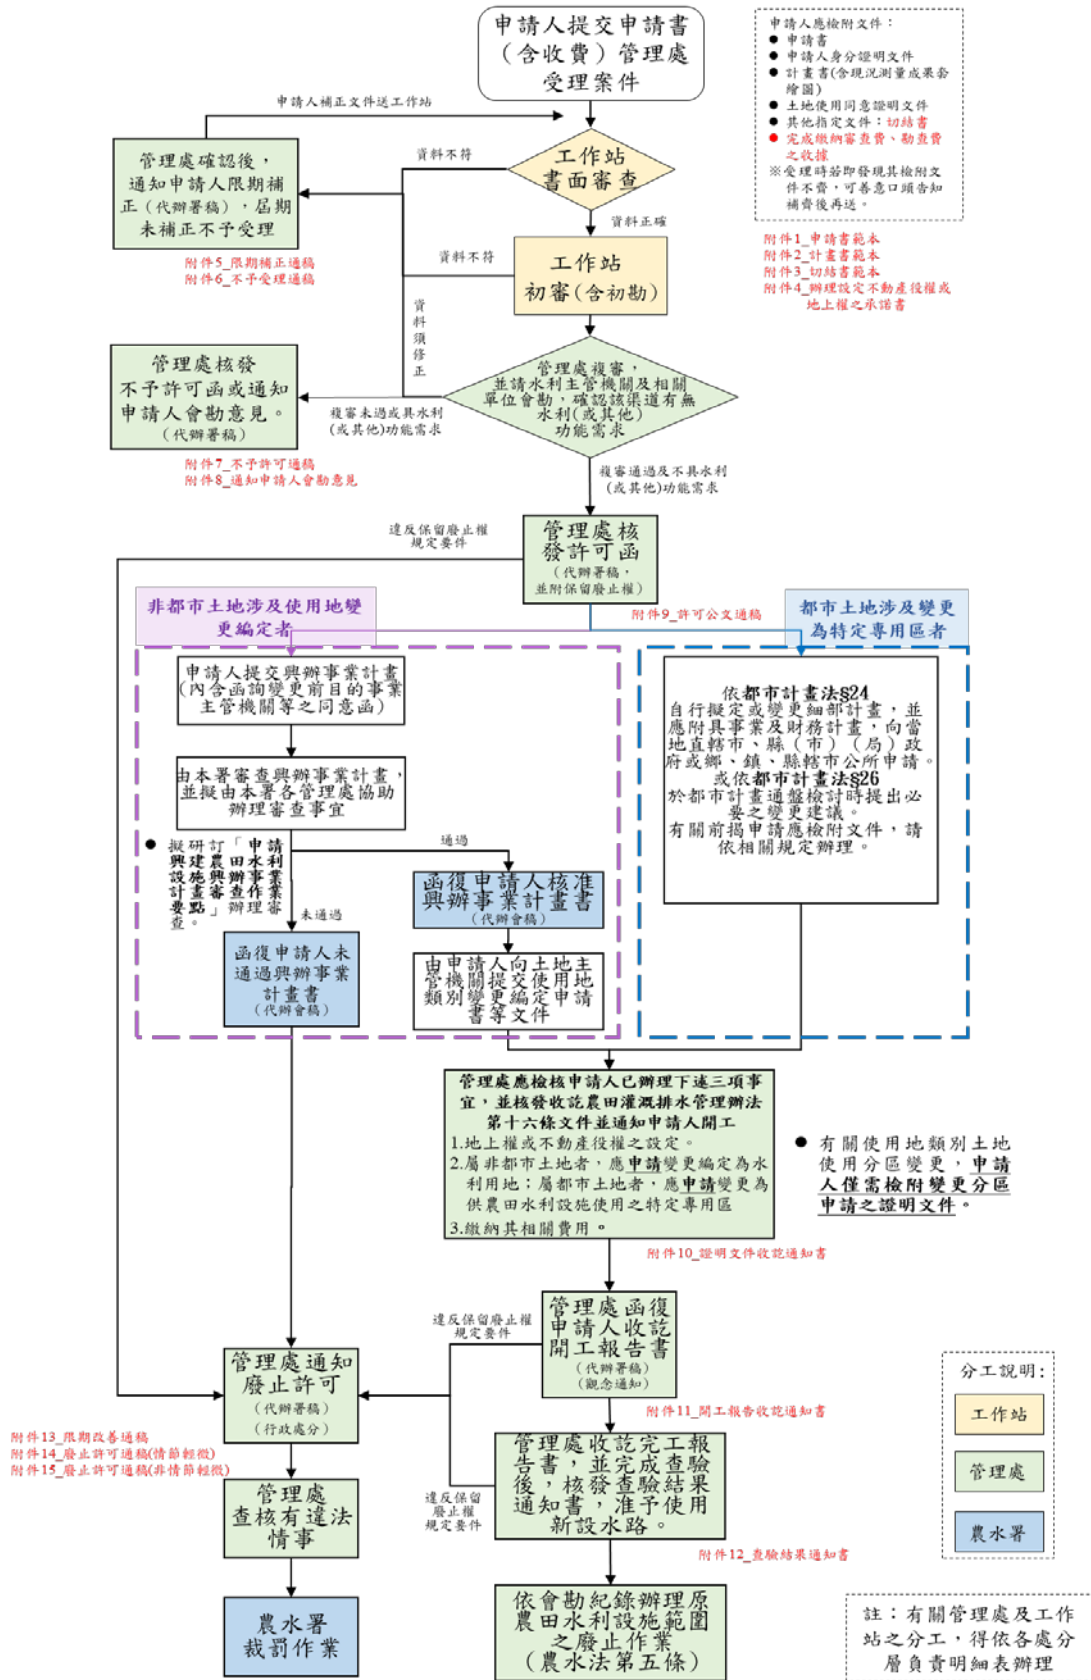 申請人提交申請書
（含收費）管理處
受理案件
申請人應檢附文件：
● 申請書
● 申請人身分證明文件
● 計畫書(含現況測量成果套
繪圖)
● 土地使用同意證明文件
● 其他指定文件：切結書
● 完成繳納審查費、勘查費
之收據
※受理時若即發現其檢附文
件不齊，可善意口頭告知
補齊後再送。
申請人補正文件送工作站
資料不符
工作站
書面審查
管理處確認後，
通知申請人限期補
正(代辦署稿)，屆期
未補正不予受理
資料正確
附件1_申請書範本
附件2_計畫書範本
附件3_切結書範本
附件4_辦理設定不動產役權或
地上權之承諾書
附件5_限期補正通稿
附件6_不予受理通稿
資料不符
工作站
初審(含初勘)
資料須修正
管理處核發
不予許可函或通知
申請人會勘意見。
(代辦署稿)
管理處複審，
並請水利主管機關及相關
單位會勘，確認該渠道有無
水利(或其他)
功能需求
複審未過或具水利
(或其他)功能需求
附件7_不予許可通稿
附件8_通知申請人會勘意見
複審通過及不具水利
(或其他)功能需求
違反保留廢止權
規定要件
管理處核
發許可函
(代辦署稿，
並附保留廢止權)
附件9_許可公文通稿
非都市土地涉及使用地變
更編定者
都市土地涉及變更
為特定專用區者
申請人提交興辦事業計畫
(內含函詢變更前目的事業
主管機關等之同意函)
由本署審查興辦事業計畫，
並擬由本署各管理處協助
辦理審查事宜
依都市計畫法§24
自行擬定或變更細部計畫，並
應附具事業及財務計畫，向當
地直轄市、縣（市）（局）政
府或鄉、鎮、縣轄市公所申請。
或依都市計畫法§26
於都市計畫通盤檢討時提出必
要之變更建議。
有關前揭申請應檢附文件，請
依相關規定辦理。
● 擬研訂「申請
興建農田水利
設施興辦事業
計畫審查作業
要點」辦理審
查。
通過
未通過
函復申請人核准
興辦事業計畫書
(代辦會稿)
函復申請人未
通過興辦事業
計畫書
(代辦會稿)
由申請人向土地主
管機關提交使用地
類別變更編定申請
書等文件
管理處應檢核申請人已辦理下述三項事
宜，並核發收訖農田灌溉排水管理辦法
第十六條文件並通知申請人開工
1.地上權或不動產役權之設定。
2.屬非都市土地者，應申請變更編定為水
利用地；屬都市土地者，應申請變更為
供農田水利設施使用之特定專用區
3.繳納其相關費用。
● 有關使用地類別土地
使用分區變更，申請
人僅需檢附變更分區
申請之證明文件。
附件10_證明文件收訖通知書
違反保留廢止權
規定要件
管理處函復
申請人收訖
開工報告書
(代辦署稿)
(觀念通知)
管理處通知
廢止許可
(代辦署稿)
(行政處分)
附件11_開工報告收訖通知書
附件13_限期改善通稿
附件14_廢止許可通稿(情節輕微)
附件15_廢止許可通稿(非情節輕微)
管理處收訖完工報
告書，並完成查驗
後，核發查驗結果
通知書，准予使用
新設水路。
違反保留
廢止權
規定要件
管理處
查核有違法
情事
附件12_查驗結果通知書
農水署
裁罰作業
依會勘紀錄辦理原
農田水利設施範圍
之廢止作業
(農水法第五條)
分工說明:
工作站
管理處
農水署
註：有關管理處及工作
站之分工，得依各處分
層負責明細表辦理